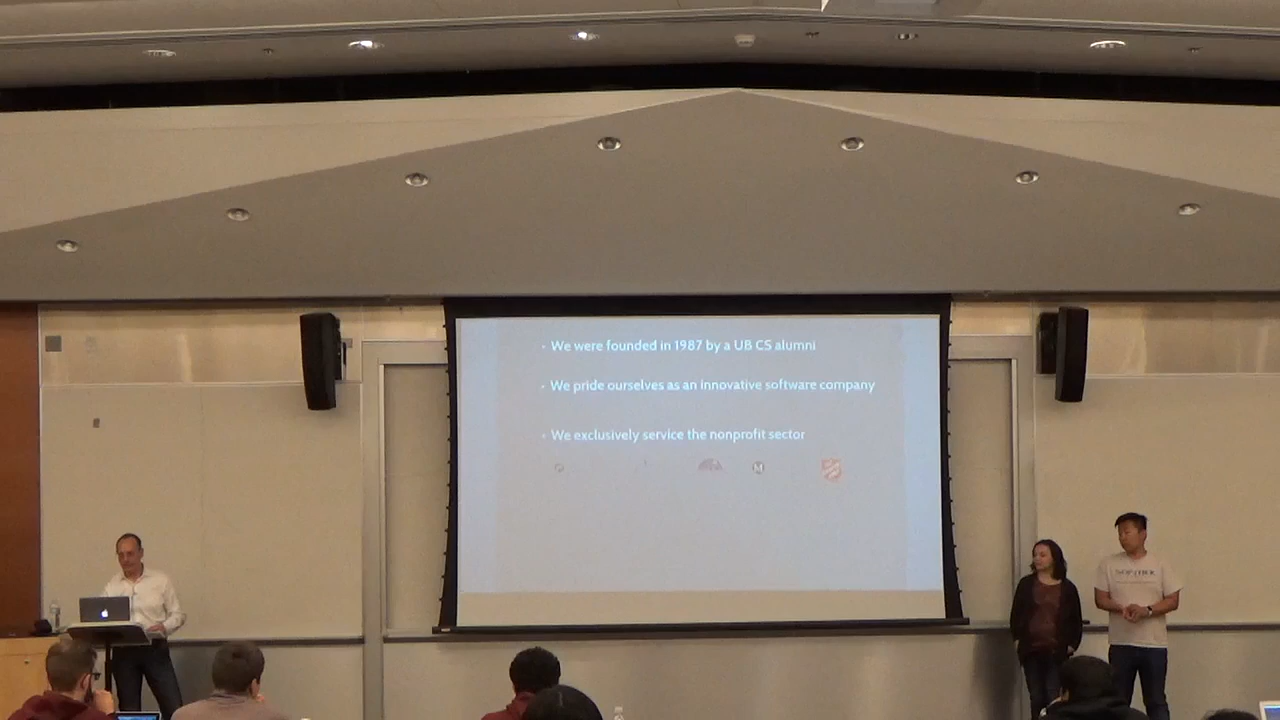 · We were founded in 1987 by a UB CS alumni
· We pride ourselves as an innovative software company
· We exclusively service the nonprofit sector
M